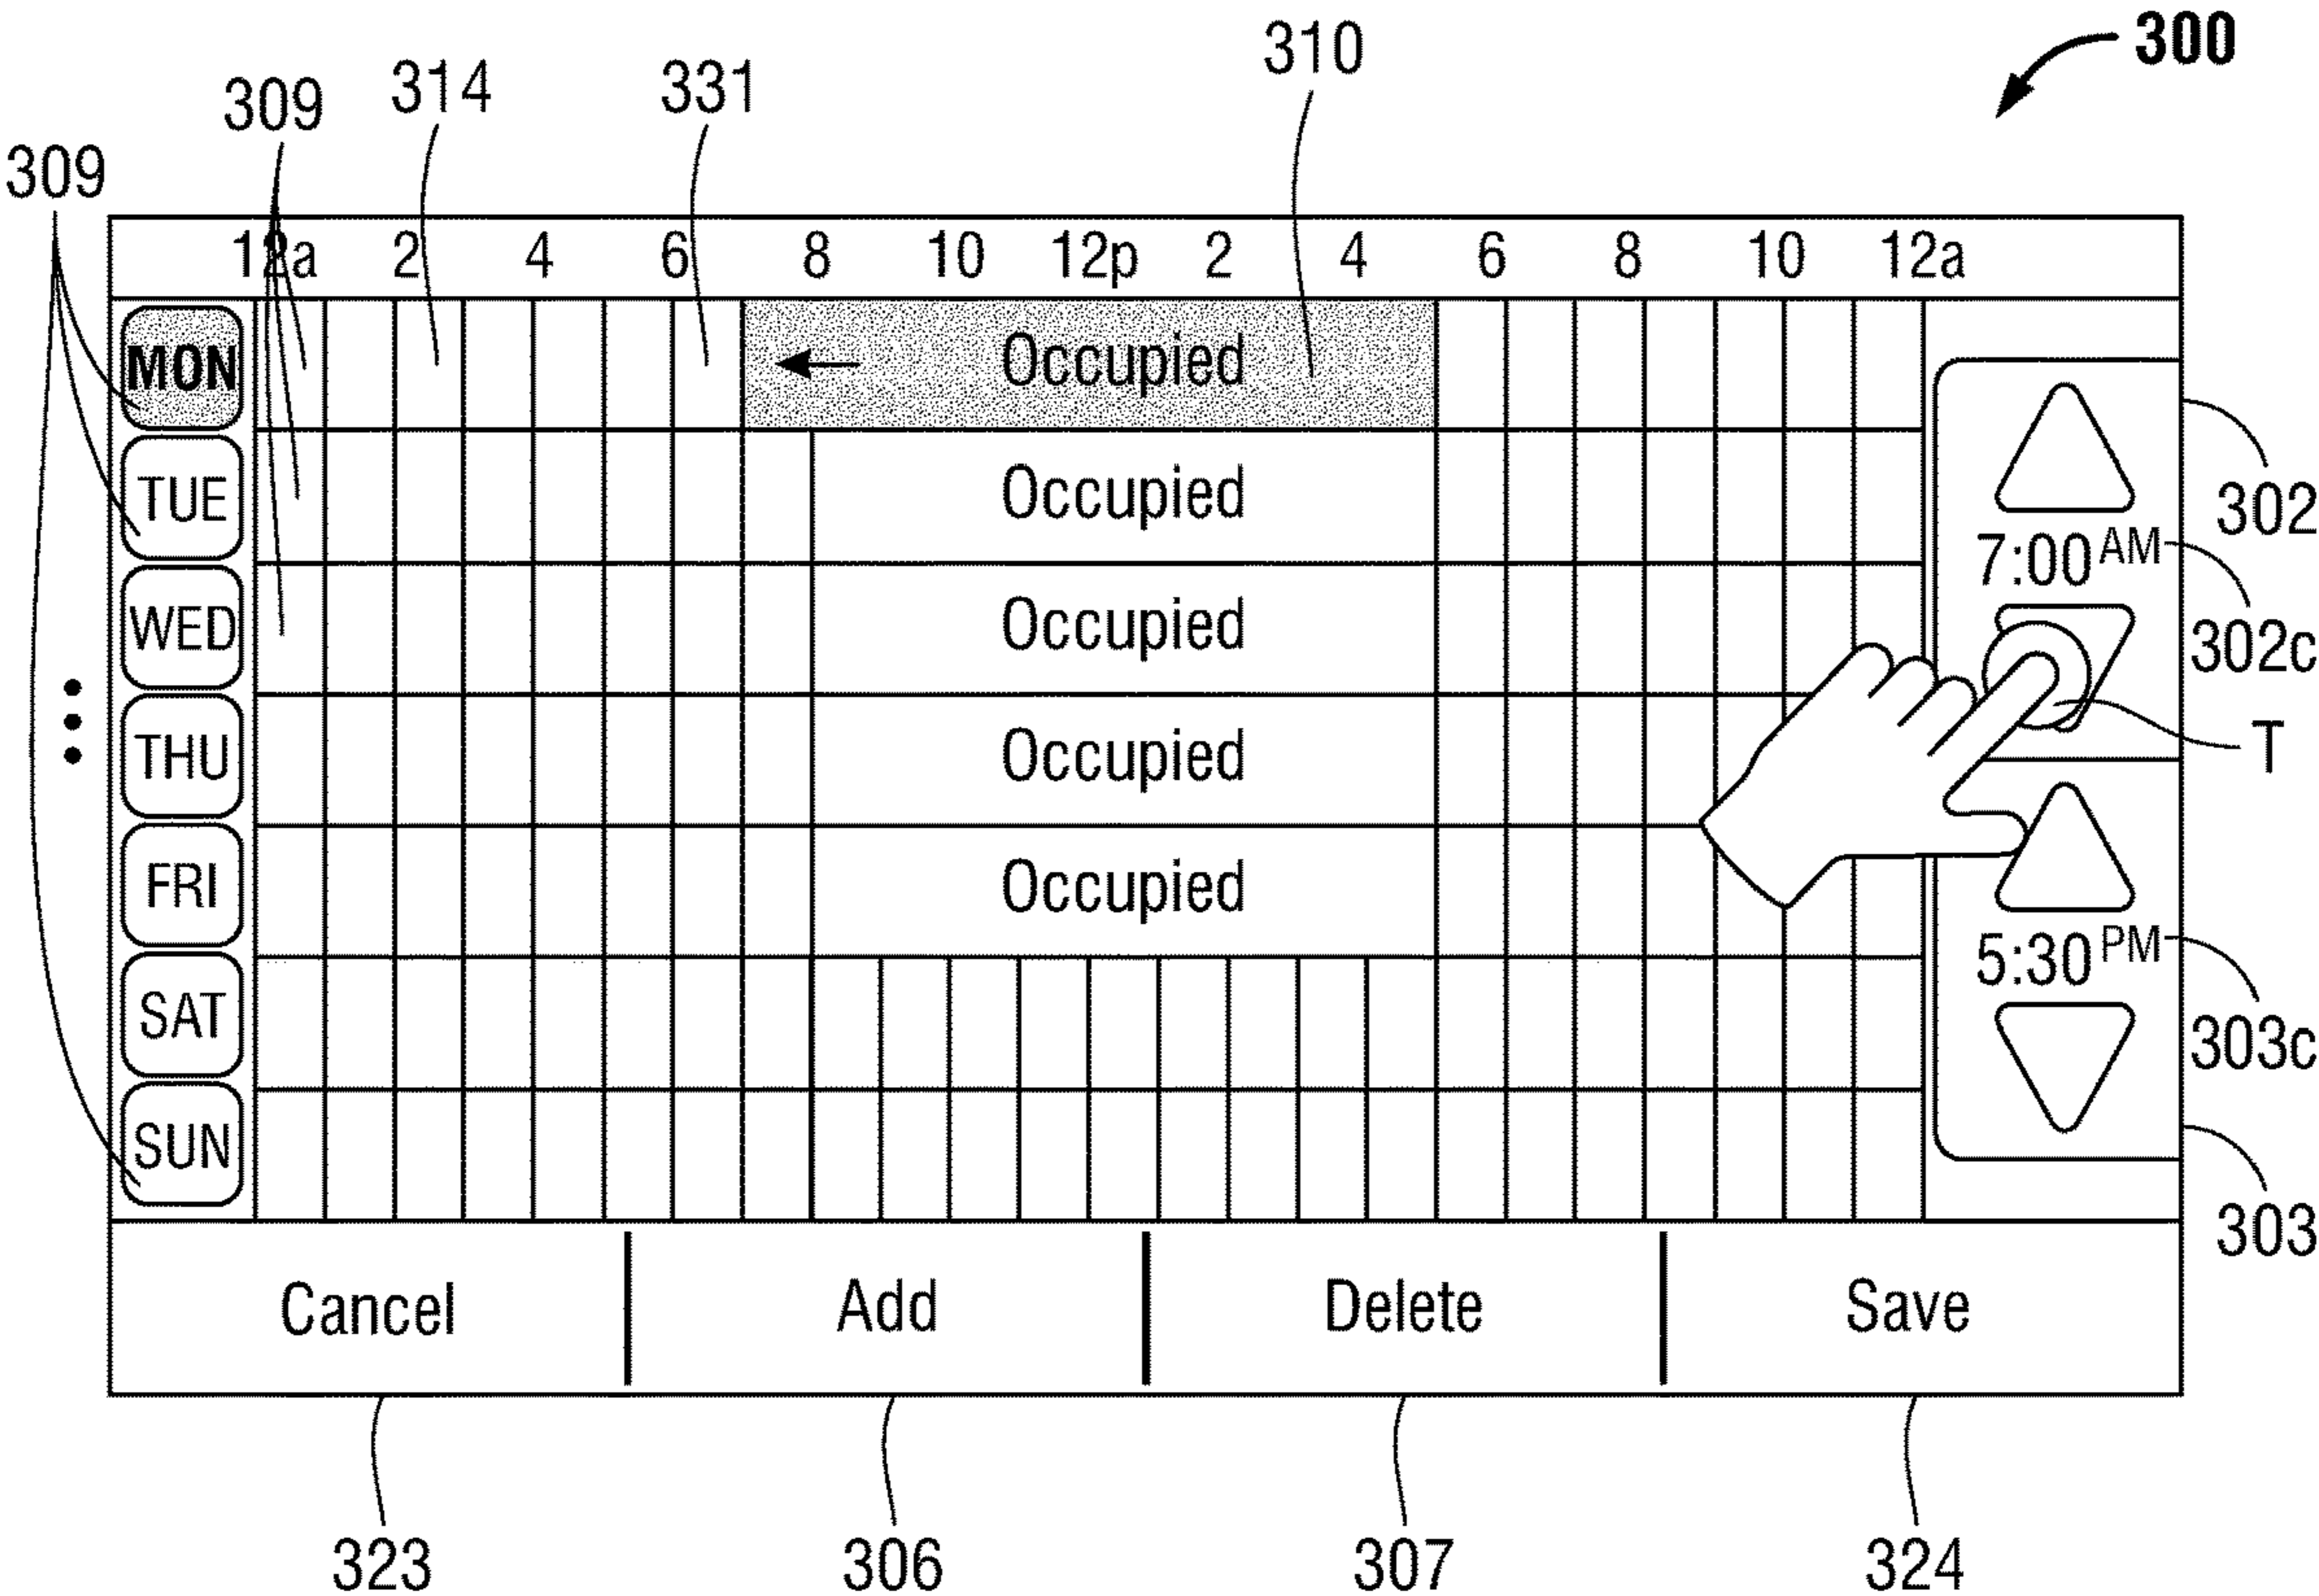 300
310
314
331
309
309
12a 2 4 6 8 10 12p 2 4 6 8 10 12a
MON Occupied
TUE Occupied
302
7:00 AM
WED Occupied
302c
THU Occupied
T
FRI Occupied
5:30 PM
SAT
303c
SUN
303
Cancel Add Delete Save
323 306 307 324